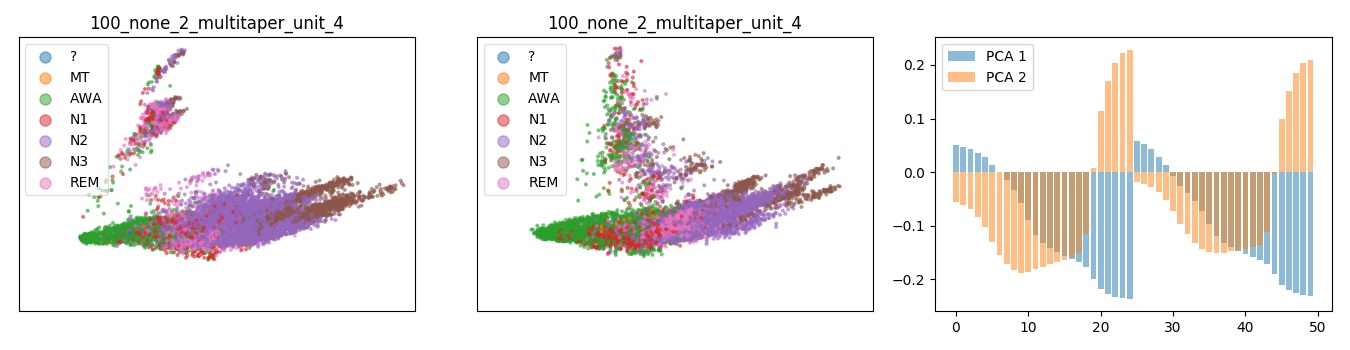 100_none_2_multitaper_unit_4
?
MT
AWA
N1
N2
N3
REM
100_none_2_multitaper_unit_4
?
MT
AWA
N1
N2
N3
REM
PCA 1
PCA 2
0.2
0.1
0.0
−0.1
−0.2
0 10 20 30 40 50